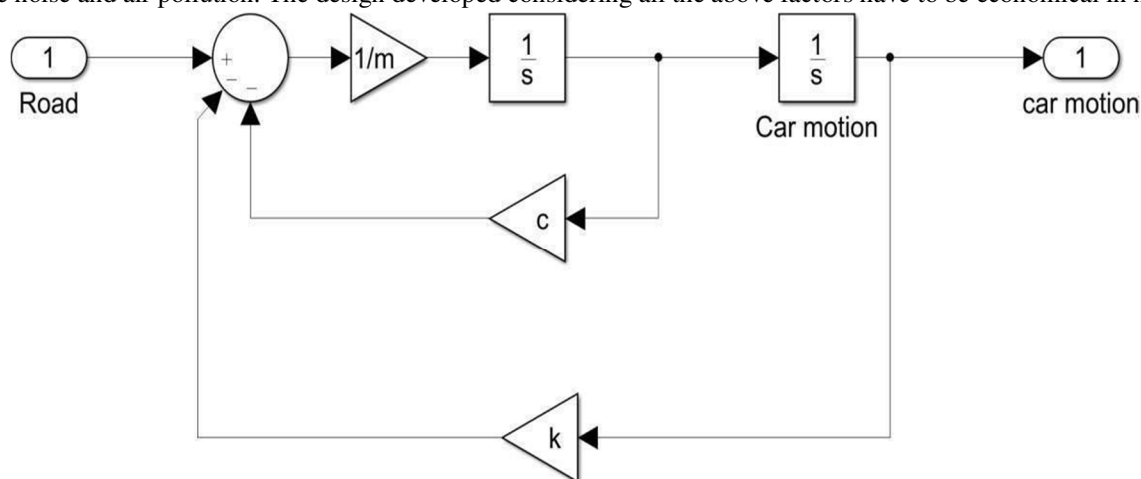 noise and air pollution. The design developed considering all the above factors have to be economical in
1
Road
+
−
−
1/m
1
s
1
s
Car motion
1
car motion
c
k